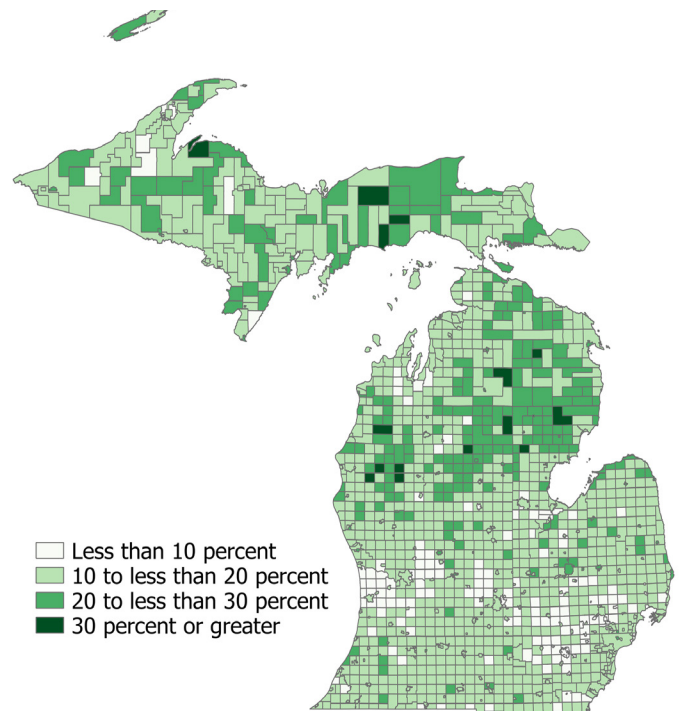 Less than 10 percent
10 to less than 20 percent
20 to less than 30 percent
30 percent or greater